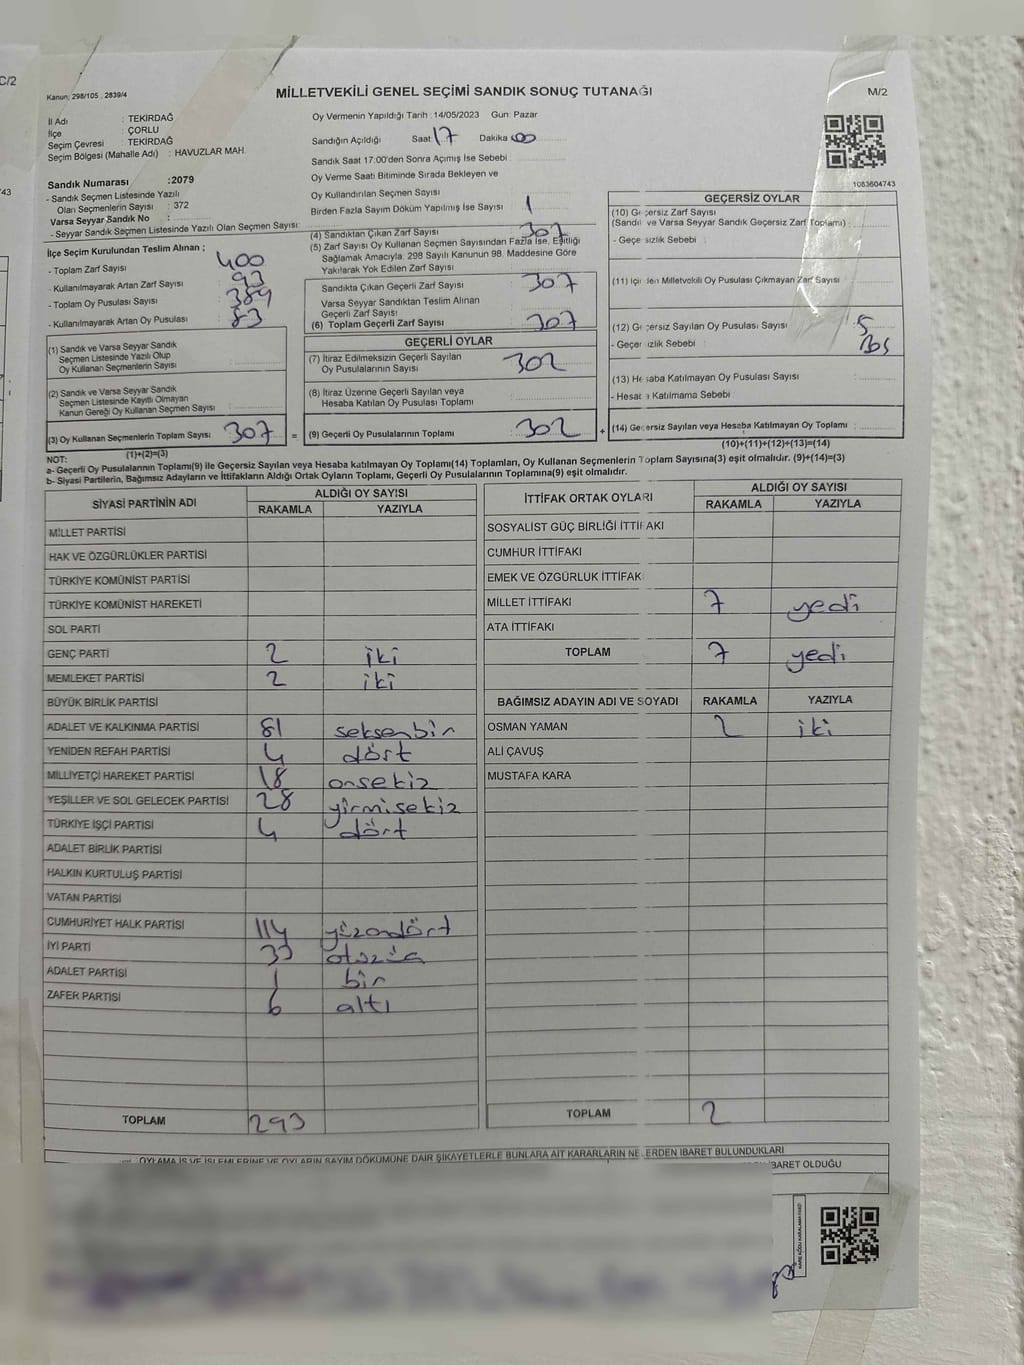 C/2
43
Kanun, 298/105 , 2839/4
MİLLETVEKİLİ GENEL SEÇİMİ SANDIK SONUÇ TUTANAĞI
M/2
İl Adı : TEKİRDAĞ
İlçe : ÇORLU
Seçim Çevresi : TEKİRDAĞ
Seçim Bölgesi (Mahalle Adı) : HAVUZLAR MAH.
Sandık Numarası :2079
- Sandık Seçmen Listesinde Yazılı
Olan Seçmenlerin Sayısı : 372
Varsa Seyyar Sandık No :
- Seyyar Sandık Seçmen Listesinde Yazılı Olan Seçmen Sayısı:
Oy Vermenin Yapıldığı Tarih :14/05/2023 Gün: Pazar
Sandığın Açıldığı Saat 17 Dakika 00
Sandık Saat 17:00'den Sonra Açımış İse Sebebi :
Oy Verme Saati Bitiminde Sırada Bekleyen ve
Oy Kullandırılan Seçmen Sayısı :
Birden Fazla Sayım Döküm Yapılmış İse Sayısı : 1
1083604743
İlçe Seçim Kurulundan Teslim Alınan ;
- Toplam Zarf Sayısı : 400
- Kullanılmayarak Artan Zarf Sayısı : 93
- Toplam Oy Pusulası Sayısı : 389
- Kullanılmayarak Artan Oy Pusulası : 83
(1) Sandık ve Varsa Seyyar Sandık
Seçmen Listesinde Yazılı Olup
Oy Kullanan Seçmenlerin Sayısı :
(2) Sandık ve Varsa Seyyar Sandık
Seçmen Listesinde Kayıtlı Olmayan
Kanun Gereği Oy Kullanan Seçmen Sayısı :
(3) Oy Kullanan Seçmenlerin Toplam Sayısı : 307
(1)+(2)=(3)
(4) Sandıktan Çıkan Zarf Sayısı : 307
(5) Zarf Sayısı Oy Kullanan Seçmen Sayısından Fazla İse, Eşitliği
Sağlamak Amacıyla, 298 Sayılı Kanunun 98. Maddesine Göre
Yakılarak Yok Edilen Zarf Sayısı :
Sandıkta Çıkan Geçerli Zarf Sayısı : 307
Varsa Seyyar Sandıktan Teslim Alınan
Geçerli Zarf Sayısı :
(6) Toplam Geçerli Zarf Sayısı : 307
GEÇERLİ OYLAR
(7) İtiraz Edilmeksizin Geçerli Sayılan
Oy Pusulalarının Sayısı : 302
(8) İtiraz Üzerine Geçerli Sayılan veya
Hesaba Katılan Oy Pusulası Toplamı :
= (9) Geçerli Oy Pusulalarının Toplamı : 302 +
GEÇERSİZ OYLAR
(10) Geçersiz Zarf Sayısı
(Sandık ve Varsa Seyyar Sandık Geçersiz Zarf Toplamı) :
- Geçersizlik Sebebi :
(11) İçinden Milletvekili Oy Pusulası Çıkmayan Zarf Sayısı :
(12) Geçersiz Sayılan Oy Pusulası Sayısı : 5
- Geçersizlik Sebebi :
(13) Hesaba Katılmayan Oy Pusulası Sayısı :
- Hesaba Katılmama Sebebi :
(14) Geçersiz Sayılan veya Hesaba Katılmayan Oy Toplamı :
(10)+(11)+(12)+(13)=(14)
NOT:
a- Geçerli Oy Pusulalarının Toplamı(9) ile Geçersiz Sayılan veya Hesaba katılmayan Oy Toplamı(14) Toplamları, Oy Kullanan Seçmenlerin Toplam Sayısına(3) eşit olmalıdır. (9)+(14)=(3)
b- Siyasi Partilerin, Bağımsız Adayların ve İttifakların Aldığı Ortak Oyların Toplamı, Geçerli Oy Pusulalarının Toplamına(9) eşit olmalıdır.
SİYASİ PARTİNİN ADI ALDIĞI OY SAYISI
RAKAMLA YAZIYLA
MİLLET PARTİSİ
HAK VE ÖZGÜRLÜKLER PARTİSİ
TÜRKİYE KOMÜNİST PARTİSİ
TÜRKİYE KOMÜNİST HAREKETİ
SOL PARTİ
GENÇ PARTİ 2 iki
MEMLEKET PARTİSİ 2 iki
BÜYÜK BİRLİK PARTİSİ
ADALET VE KALKINMA PARTİSİ 81 seksenbir
YENİDEN REFAH PARTİSİ 4 dört
MİLLİYETÇİ HAREKET PARTİSİ 18 onsekiz
YEŞİLLER VE SOL GELECEK PARTİSİ 28 yirmisekiz
TÜRKİYE İŞÇİ PARTİSİ 4 dört
ADALET BİRLİK PARTİSİ
HALKIN KURTULUŞ PARTİSİ
VATAN PARTİSİ
CUMHURİYET HALK PARTİSİ 114 yüzondört
İYİ PARTİ 33 otuzüç
ADALET PARTİSİ 1 bir
ZAFER PARTİSİ 6 altı
TOPLAM 293
İTTİFAK ORTAK OYLARI ALDIĞI OY SAYISI
RAKAMLA YAZIYLA
SOSYALİST GÜÇ BİRLİĞİ İTTİFAKI
CUMHUR İTTİFAKI
EMEK VE ÖZGÜRLÜK İTTİFAKI
MİLLET İTTİFAKI 7 yedi
ATA İTTİFAKI
TOPLAM 7 yedi
BAĞIMSIZ ADAYIN ADI VE SOYADI RAKAMLA YAZIYLA
OSMAN YAMAN 2 iki
ALİ ÇAVUŞ
MUSTAFA KARA
TOPLAM 2
OYLAMA İŞ VE İŞLEMLERİNE VE OYLARIN SAYIM DÖKÜMÜNE DAİR ŞİKAYETLERLE BUNLARA AİT KARARLARIN NELERDEN İBARET BULUNDUKLARI
İBARET OLDUĞU